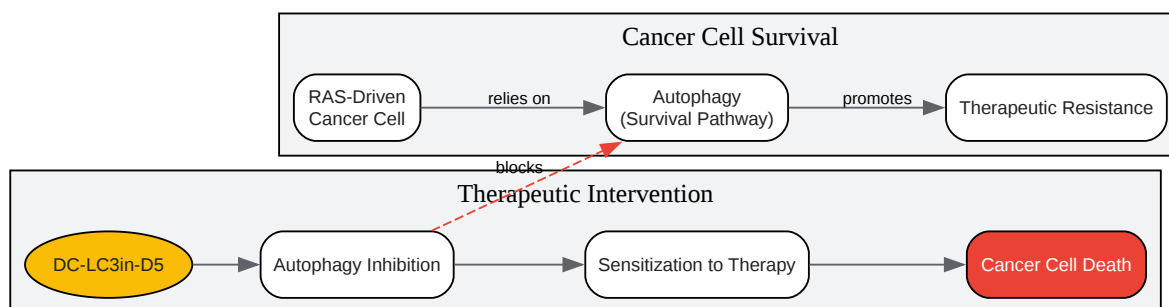 Cancer Cell Survival
RAS-Driven
Cancer Cell
relies on
Autophagy
(Survival Pathway)
promotes
Therapeutic Resistance
blocks
Therapeutic Intervention
DC-LC3in-D5
Autophagy Inhibition
Sensitization to Therapy
Cancer Cell Death